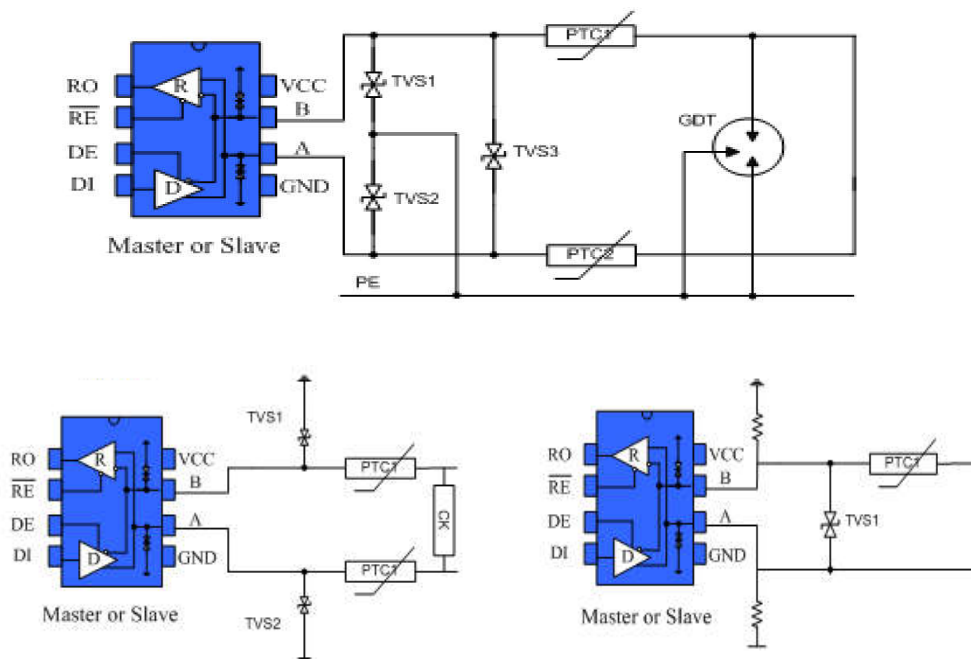 PTC1
RO
R
VCC
TVS1
RE
B
GDT
DE
A
TVS3
DI
D
GND
TVS2
Master or Slave
PTC2
PE
TVS1
RO
R
VCC
PTC1
RE
B
DE
A
CK
DI
D
GND
PTC1
Master or Slave
TVS2
RO
R
VCC
PTC1
RE
B
DE
A
TVS1
DI
D
GND
Master or Slave